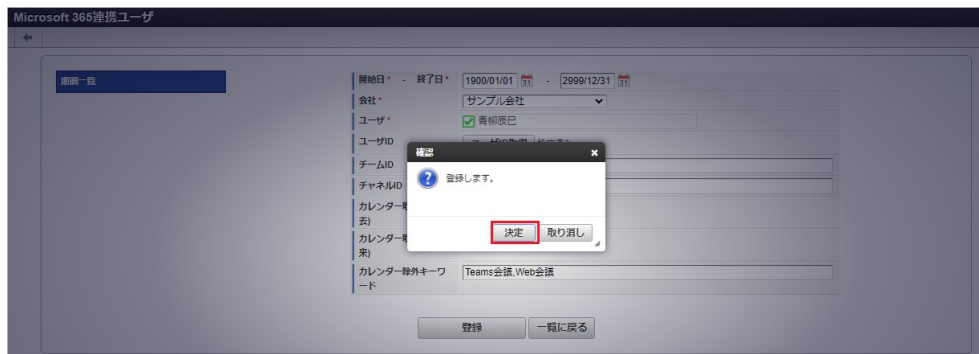 Microsoft 365連携ユーザ
期間一覧
開始日* - 終了日* 1900/01/01 31 - 2999/12/31 31
会社* サンプル会社
ユーザ* 青柳辰巳
ユーザID
確認
チームID
登録します。
チャネルID
カレンダー
去)
決定 取り消し
カレンダー
来)
カレンダー除外キーワ
ード
Teams会議,Web会議
登録 一覧に戻る